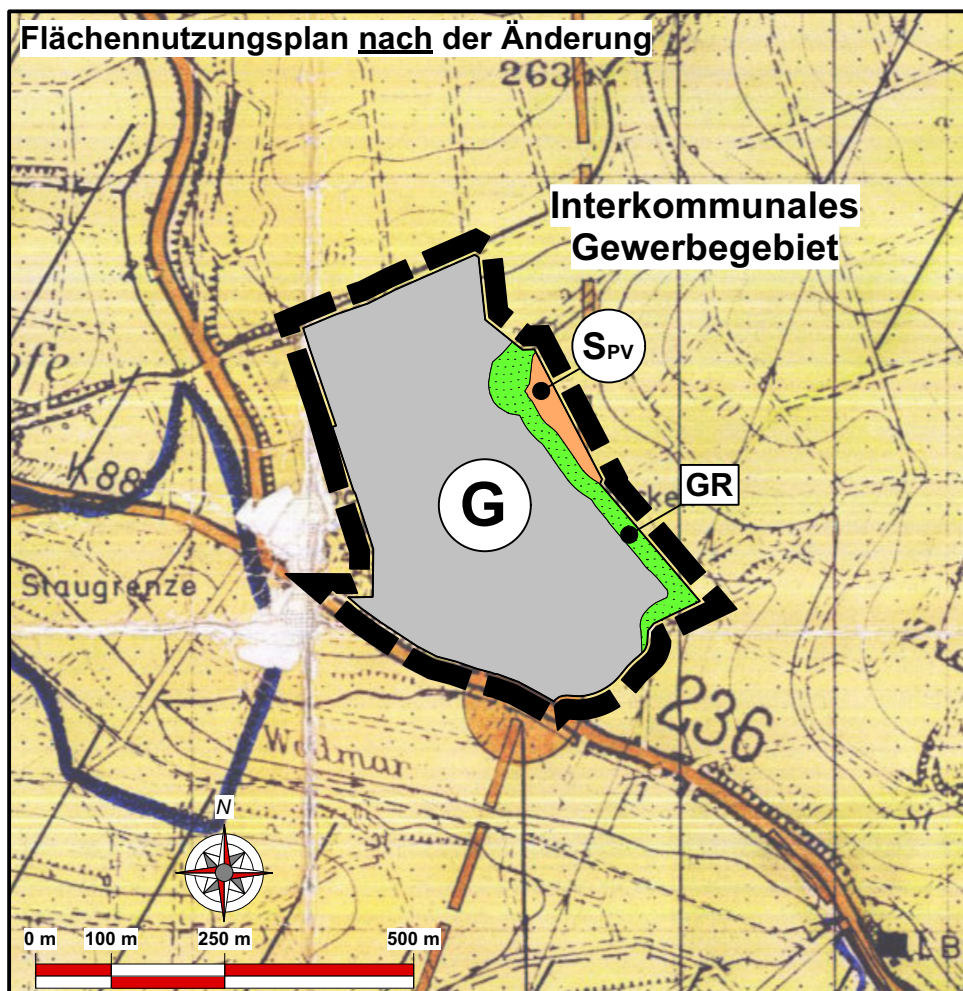 Flächennutzungsplan nach der Änderung
263
Interkommunales
Gewerbegebiet
SPV
K88
GR
G
Staugrenze
236
N
0 m 100 m 250 m 500 m